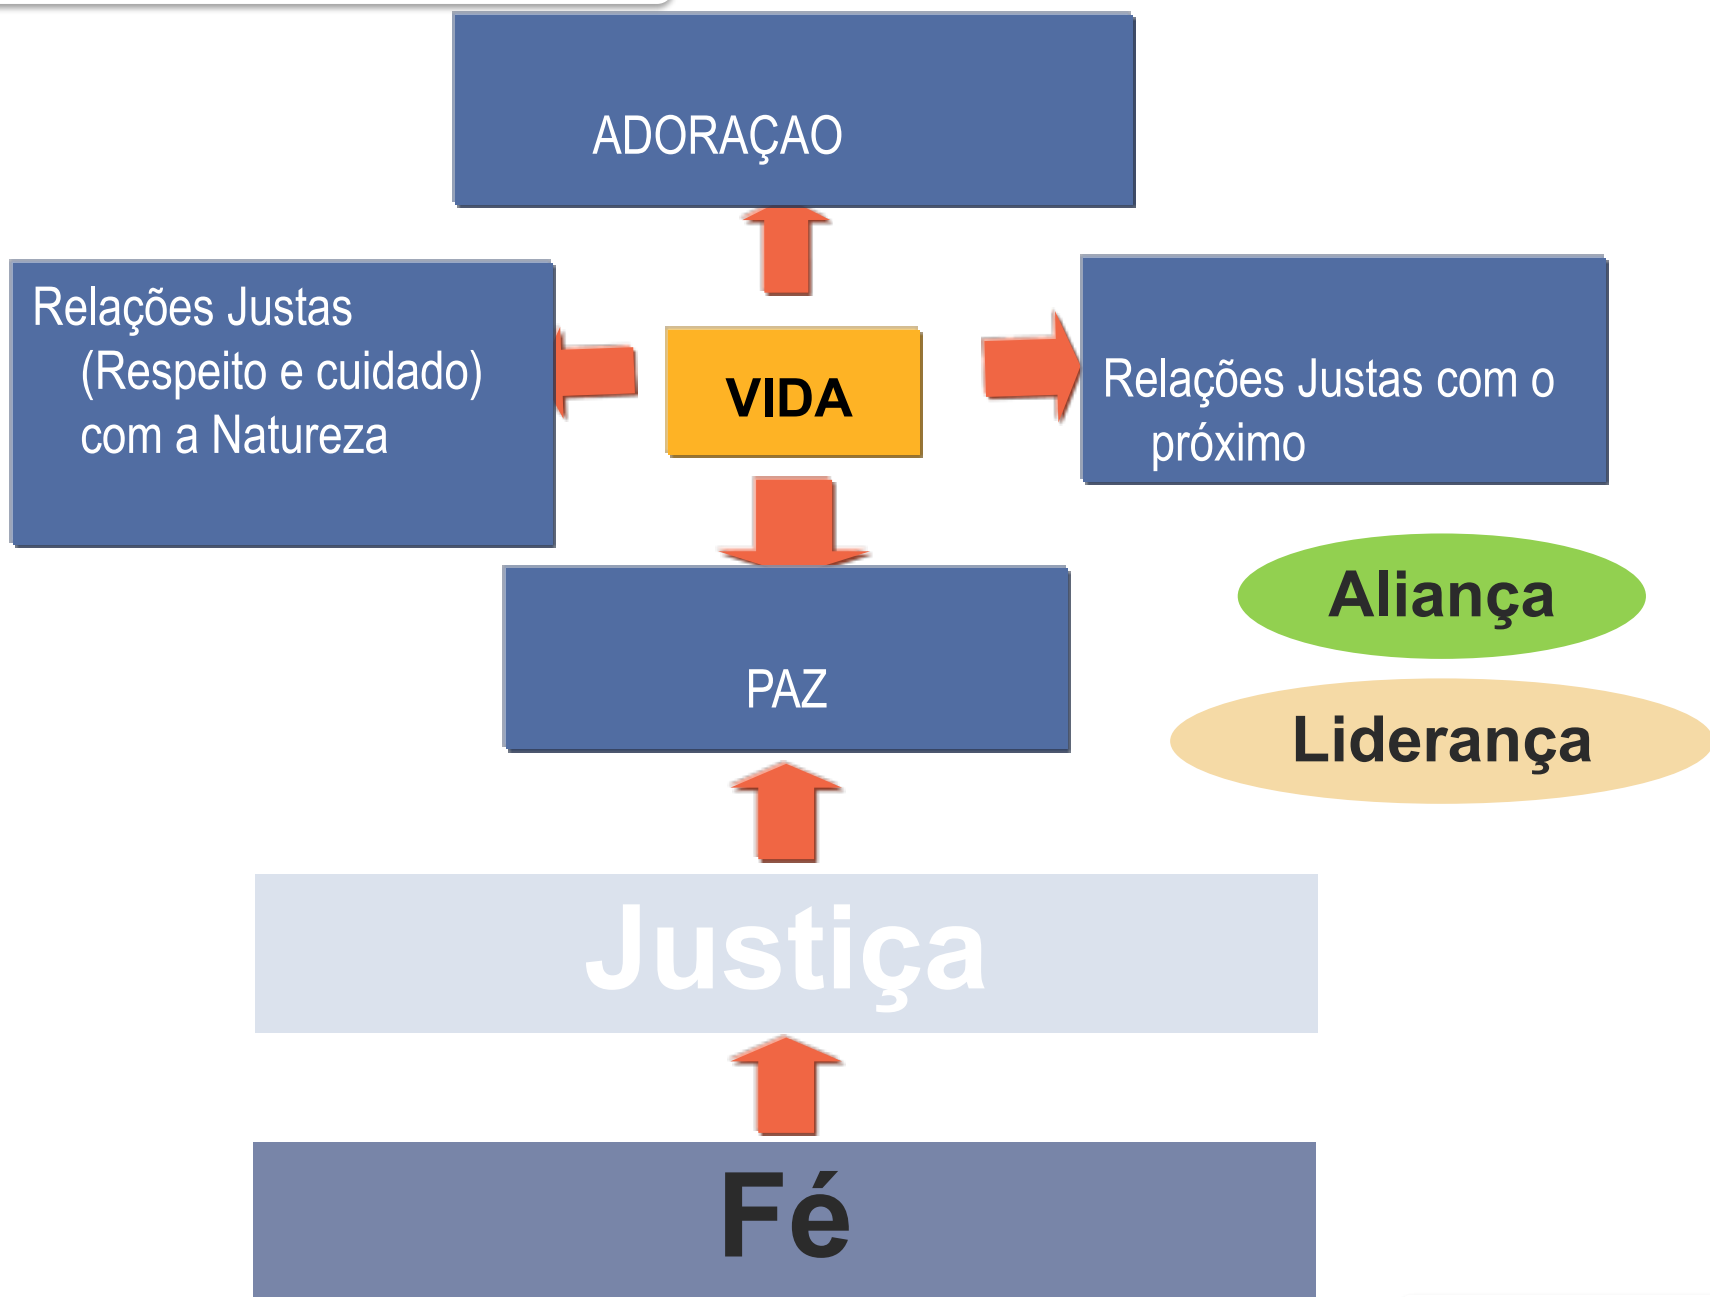 ADORAÇAO
Relações Justas
(Respeito e cuidado)
com a Natureza
VIDA
Relações Justas com o
próximo
Aliança
PAZ
Liderança
Justiça
Fé